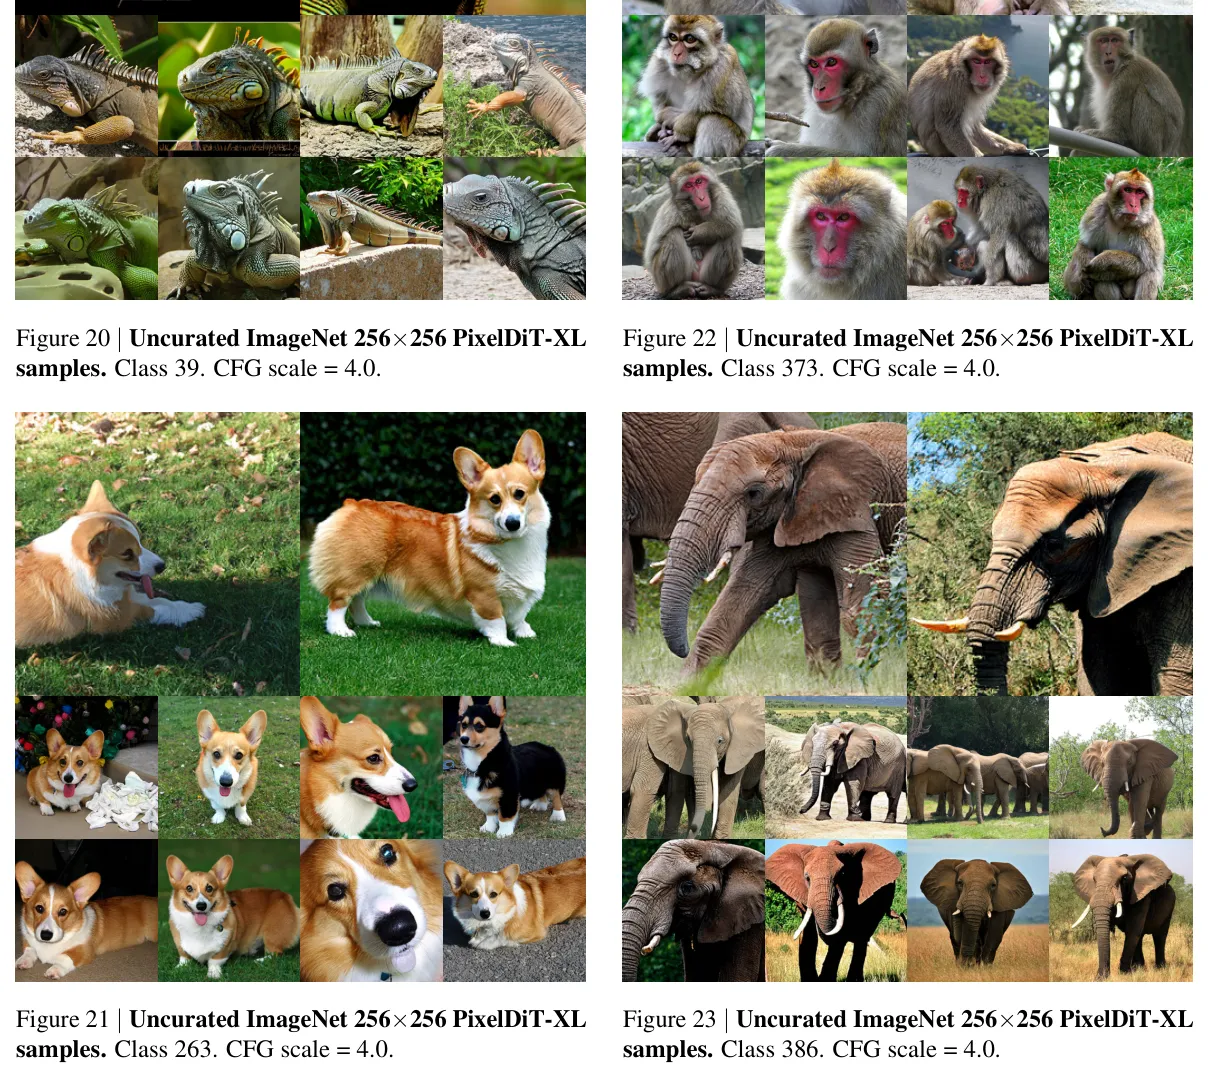 Figure 20 | Uncurated ImageNet 256×256 PixelDiT-XL
samples. Class 39. CFG scale = 4.0.
Figure 22 | Uncurated ImageNet 256×256 PixelDiT-XL
samples. Class 373. CFG scale = 4.0.
Figure 21 | Uncurated ImageNet 256×256 PixelDiT-XL
samples. Class 263. CFG scale = 4.0.
Figure 23 | Uncurated ImageNet 256×256 PixelDiT-XL
samples. Class 386. CFG scale = 4.0.